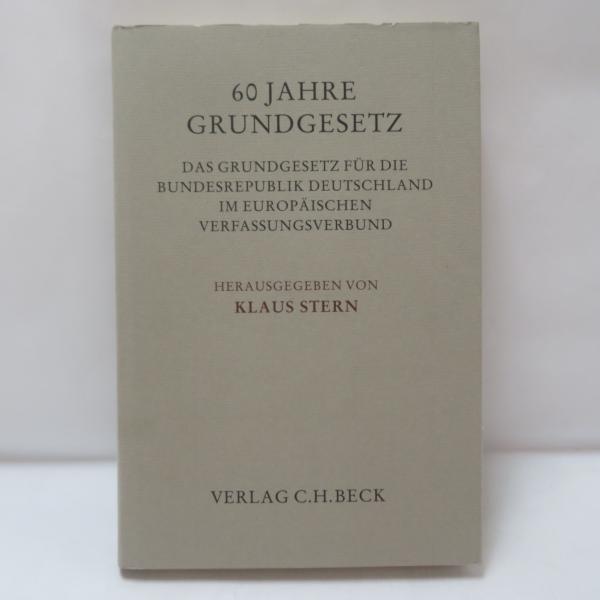 60 JAHRE
GRUNDGESETZ
DAS GRUNDGESETZ FÜR DIE
BUNDESREPUBLIK DEUTSCHLAND
IM EUROPÄISCHEN
VERFASSUNGSVERBUND
HERAUSGEGEBEN VON
KLAUS STERN
VERLAG C.H.BECK